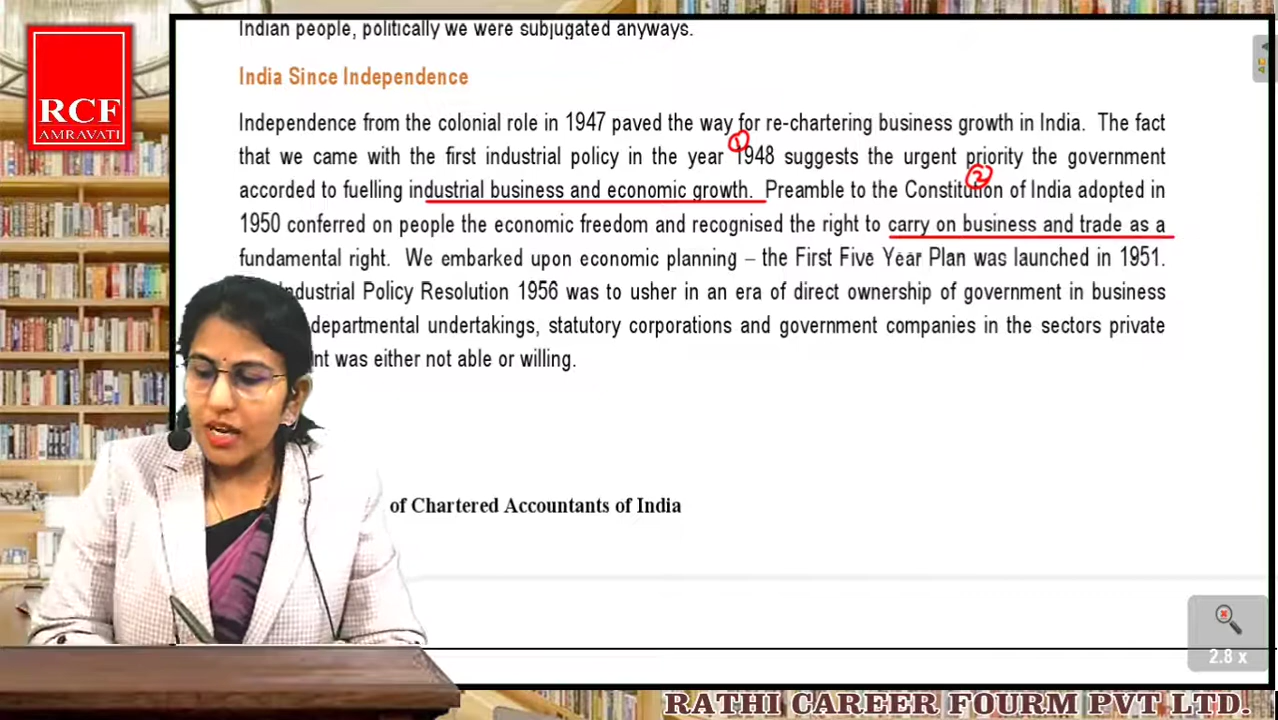 Indian people, politically we were subjugated anyways.
India Since Independence
Independence from the colonial role in 1947 paved the way for re-chartering business growth in India. The fact
that we came with the first industrial policy in the year 1948 suggests the urgent priority the government
accorded to fuelling industrial business and economic growth. Preamble to the Constitution of India adopted in
1950 conferred on people the economic freedom and recognised the right to carry on business and trade as a
fundamental right. We embarked upon economic planning – the First Five Year Plan was launched in 1951.
Industrial Policy Resolution 1956 was to usher in an era of direct ownership of government in business
departmental undertakings, statutory corporations and government companies in the sectors private
was either not able or willing.
of Chartered Accountants of India
RCF
AMRAVATI
1
2
2.8 x
RATHI CAREER FOURM PVT LTD.